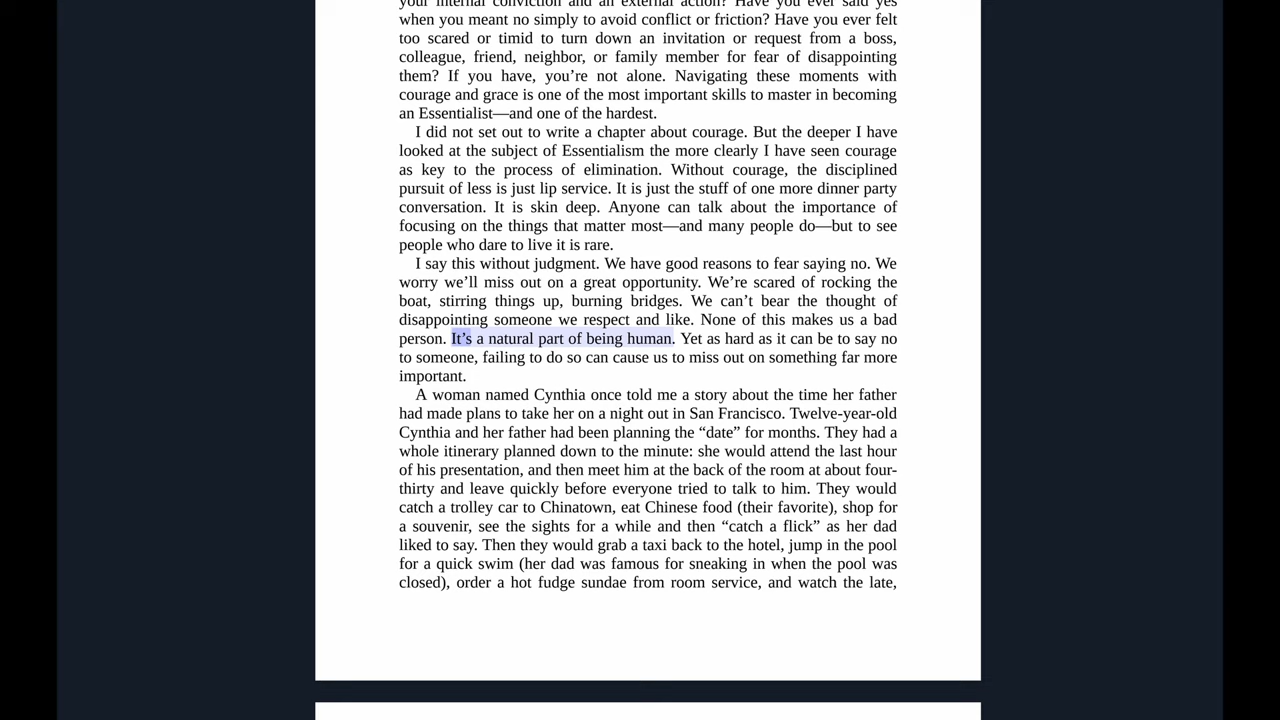 your internal conviction and an external action? Have you ever said yes
when you meant no simply to avoid conflict or friction? Have you ever felt
too scared or timid to turn down an invitation or request from a boss,
colleague, friend, neighbor, or family member for fear of disappointing
them? If you have, you’re not alone. Navigating these moments with
courage and grace is one of the most important skills to master in becoming
an Essentialist—and one of the hardest.
I did not set out to write a chapter about courage. But the deeper I have
looked at the subject of Essentialism the more clearly I have seen courage
as key to the process of elimination. Without courage, the disciplined
pursuit of less is just lip service. It is just the stuff of one more dinner party
conversation. It is skin deep. Anyone can talk about the importance of
focusing on the things that matter most—and many people do—but to see
people who dare to live it is rare.
I say this without judgment. We have good reasons to fear saying no. We
worry we’ll miss out on a great opportunity. We’re scared of rocking the
boat, stirring things up, burning bridges. We can’t bear the thought of
disappointing someone we respect and like. None of this makes us a bad
person. It’s a natural part of being human. Yet as hard as it can be to say no
to someone, failing to do so can cause us to miss out on something far more
important.
A woman named Cynthia once told me a story about the time her father
had made plans to take her on a night out in San Francisco. Twelve-year-old
Cynthia and her father had been planning the “date” for months. They had a
whole itinerary planned down to the minute: she would attend the last hour
of his presentation, and then meet him at the back of the room at about four-
thirty and leave quickly before everyone tried to talk to him. They would
catch a trolley car to Chinatown, eat Chinese food (their favorite), shop for
a souvenir, see the sights for a while and then “catch a flick” as her dad
liked to say. Then they would grab a taxi back to the hotel, jump in the pool
for a quick swim (her dad was famous for sneaking in when the pool was
closed), order a hot fudge sundae from room service, and watch the late,